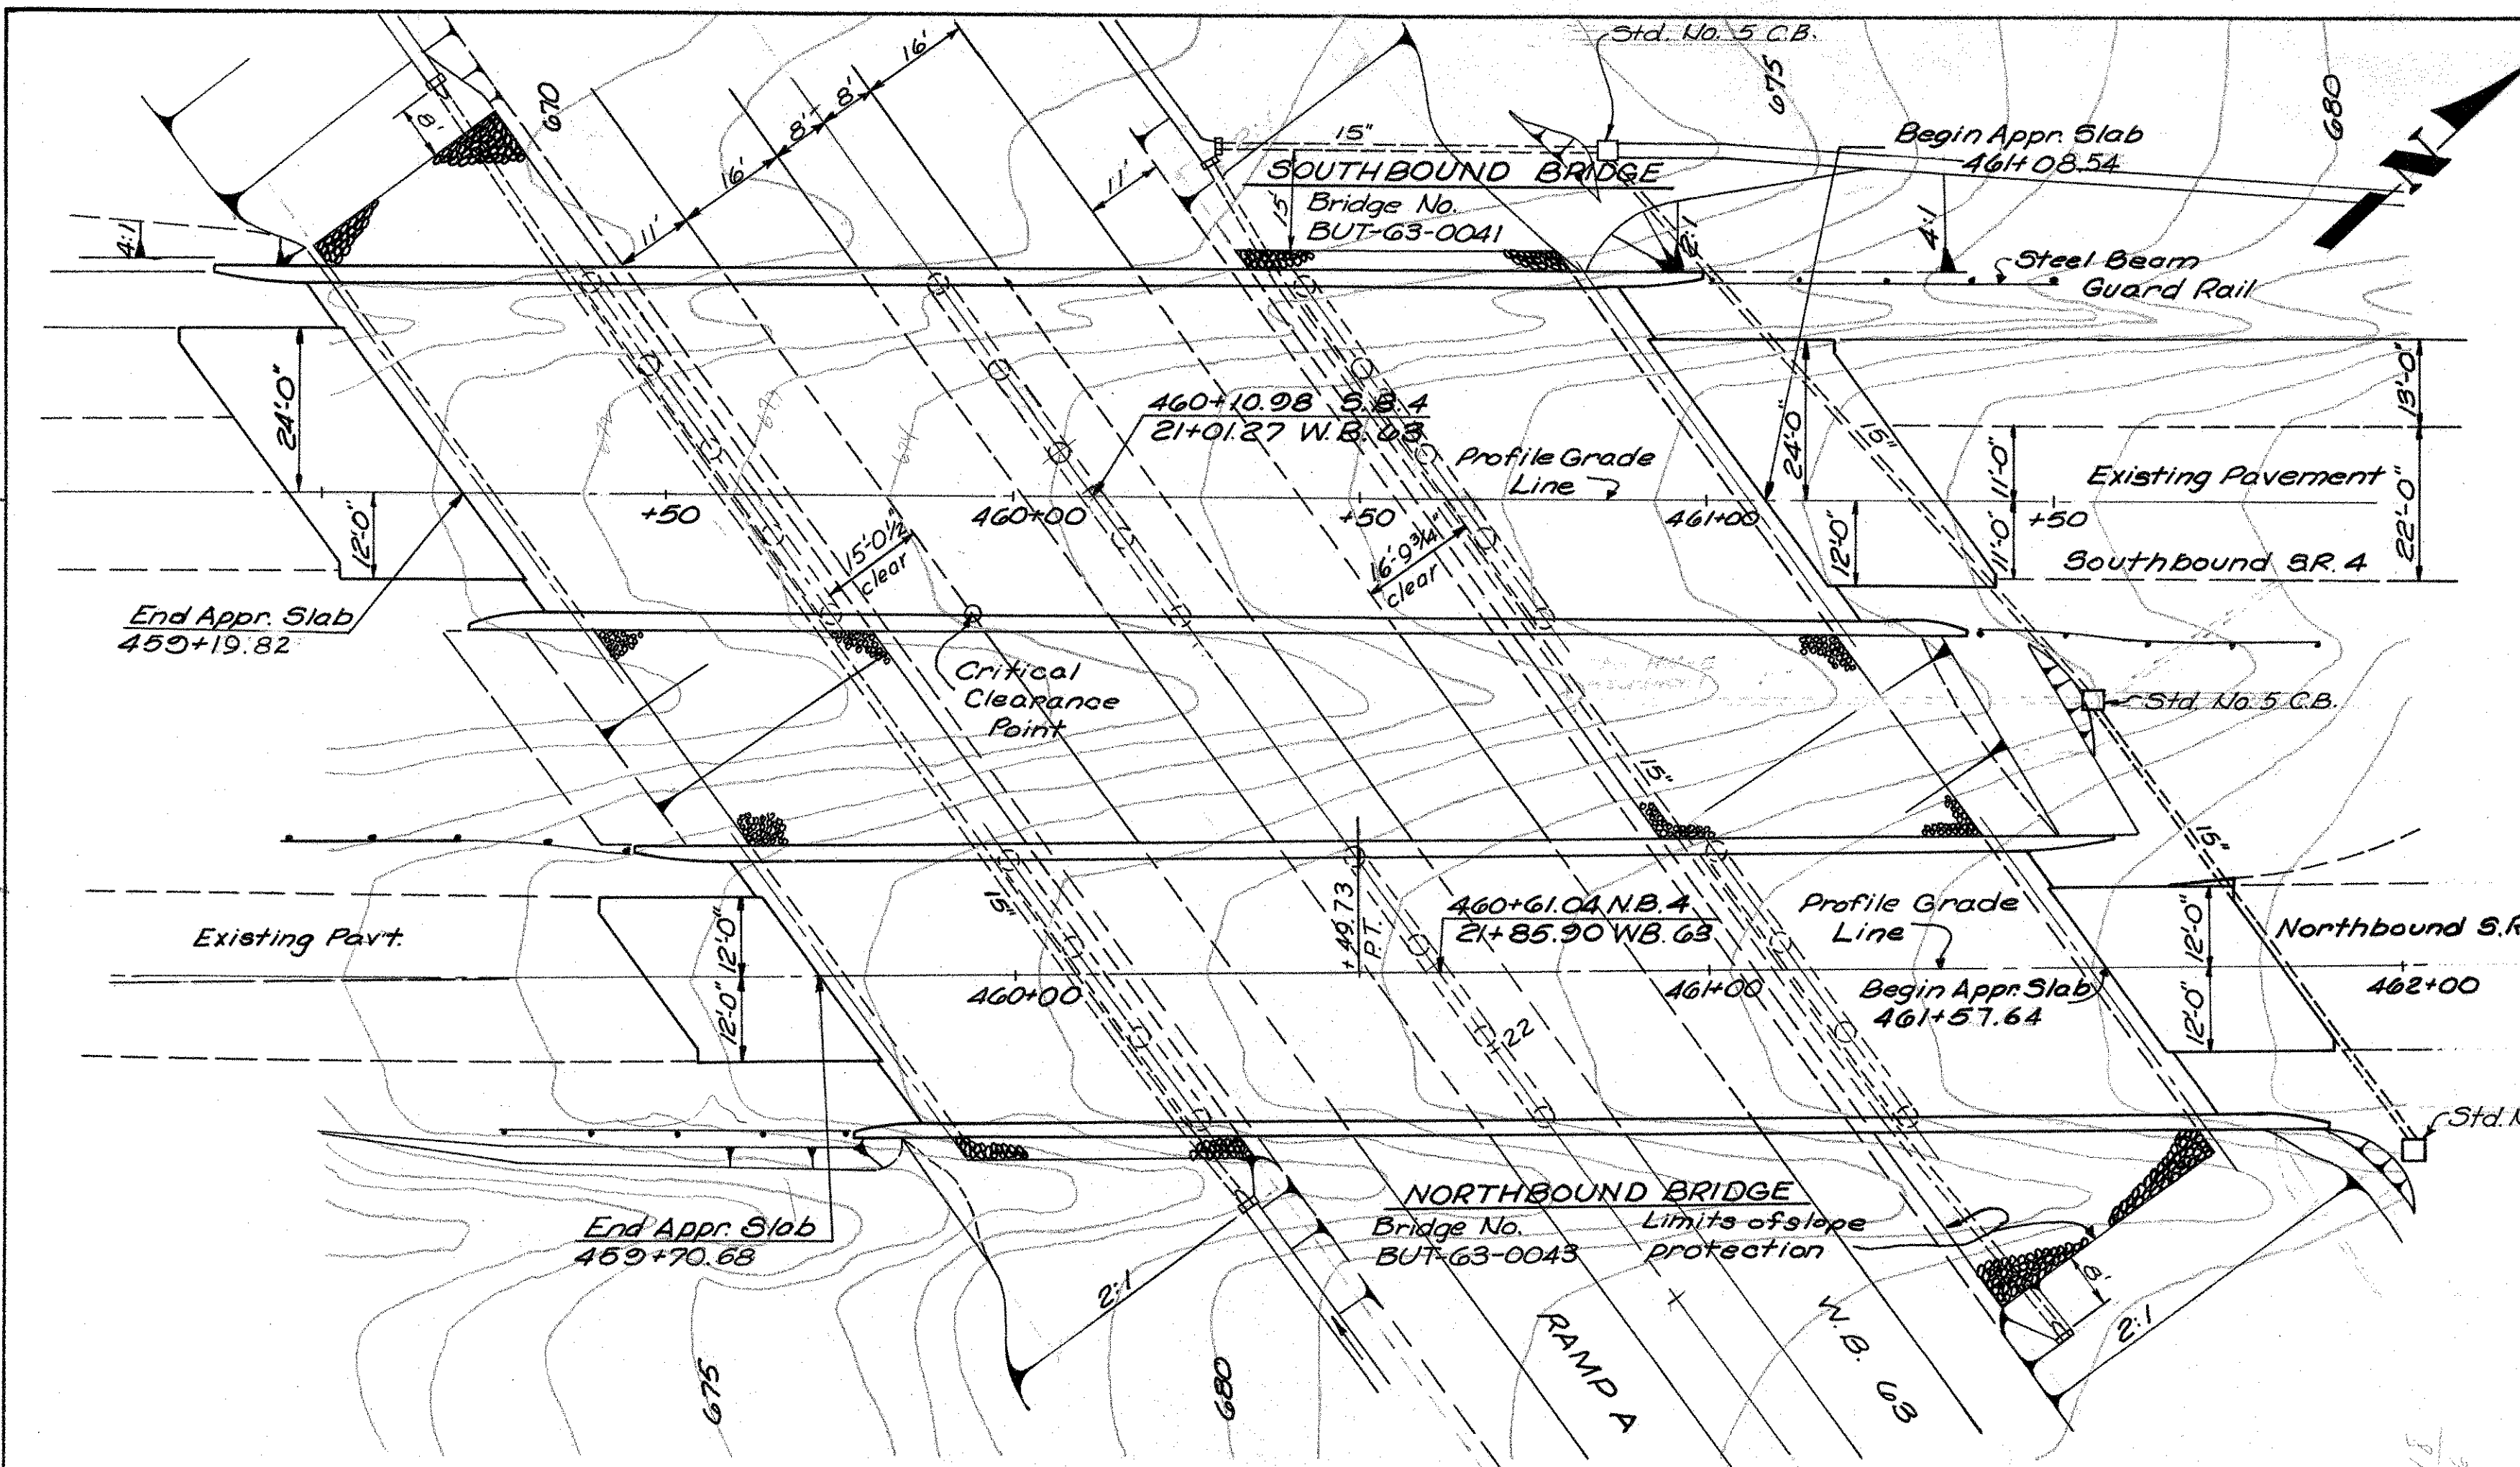 Std. No. 5 C.B.
675
680
670
16'
8'
8'
16'
11'
11'
8'
15"
N
Begin Appr. Slab
461+08.54
SOUTHBOUND BRIDGE
Bridge No.
BUT-63-0041
15'
2:1
4:1
4:1
Steel Beam
Guard Rail
24'-0"
12'-0"
460+10.98 S.B. 4
21+01.27 W.B. 63
Profile Grade
Line
24'-0"
12'-0"
15"
13'-0"
11'-0"
11'-0"
22'-0"
Existing Pavement
+50
460+00
+50
461+00
+50
Southbound S.R. 4
15'-0 1/2"
clear
16'-9 3/4"
clear
End Appr. Slab
459+19.82
Critical
Clearance
Point
Std. No. 5 C.B.
15"
15"
15"
Existing Pavt.
12'-0"
12'-0"
+49.73
P.T.
460+61.04 N.B. 4
21+85.90 WB. 63
Profile Grade
Line
12'-0"
12'-0"
Northbound S.R
460+00
461+00
462+00
Begin Appr. Slab
461+57.64
+22
Std. N
End Appr. Slab
459+70.68
NORTHBOUND BRIDGE
Bridge No.
BUT-63-0043
Limits of slope
protection
8'
2:1
2:1
RAMP A
W.B. 63
675
680